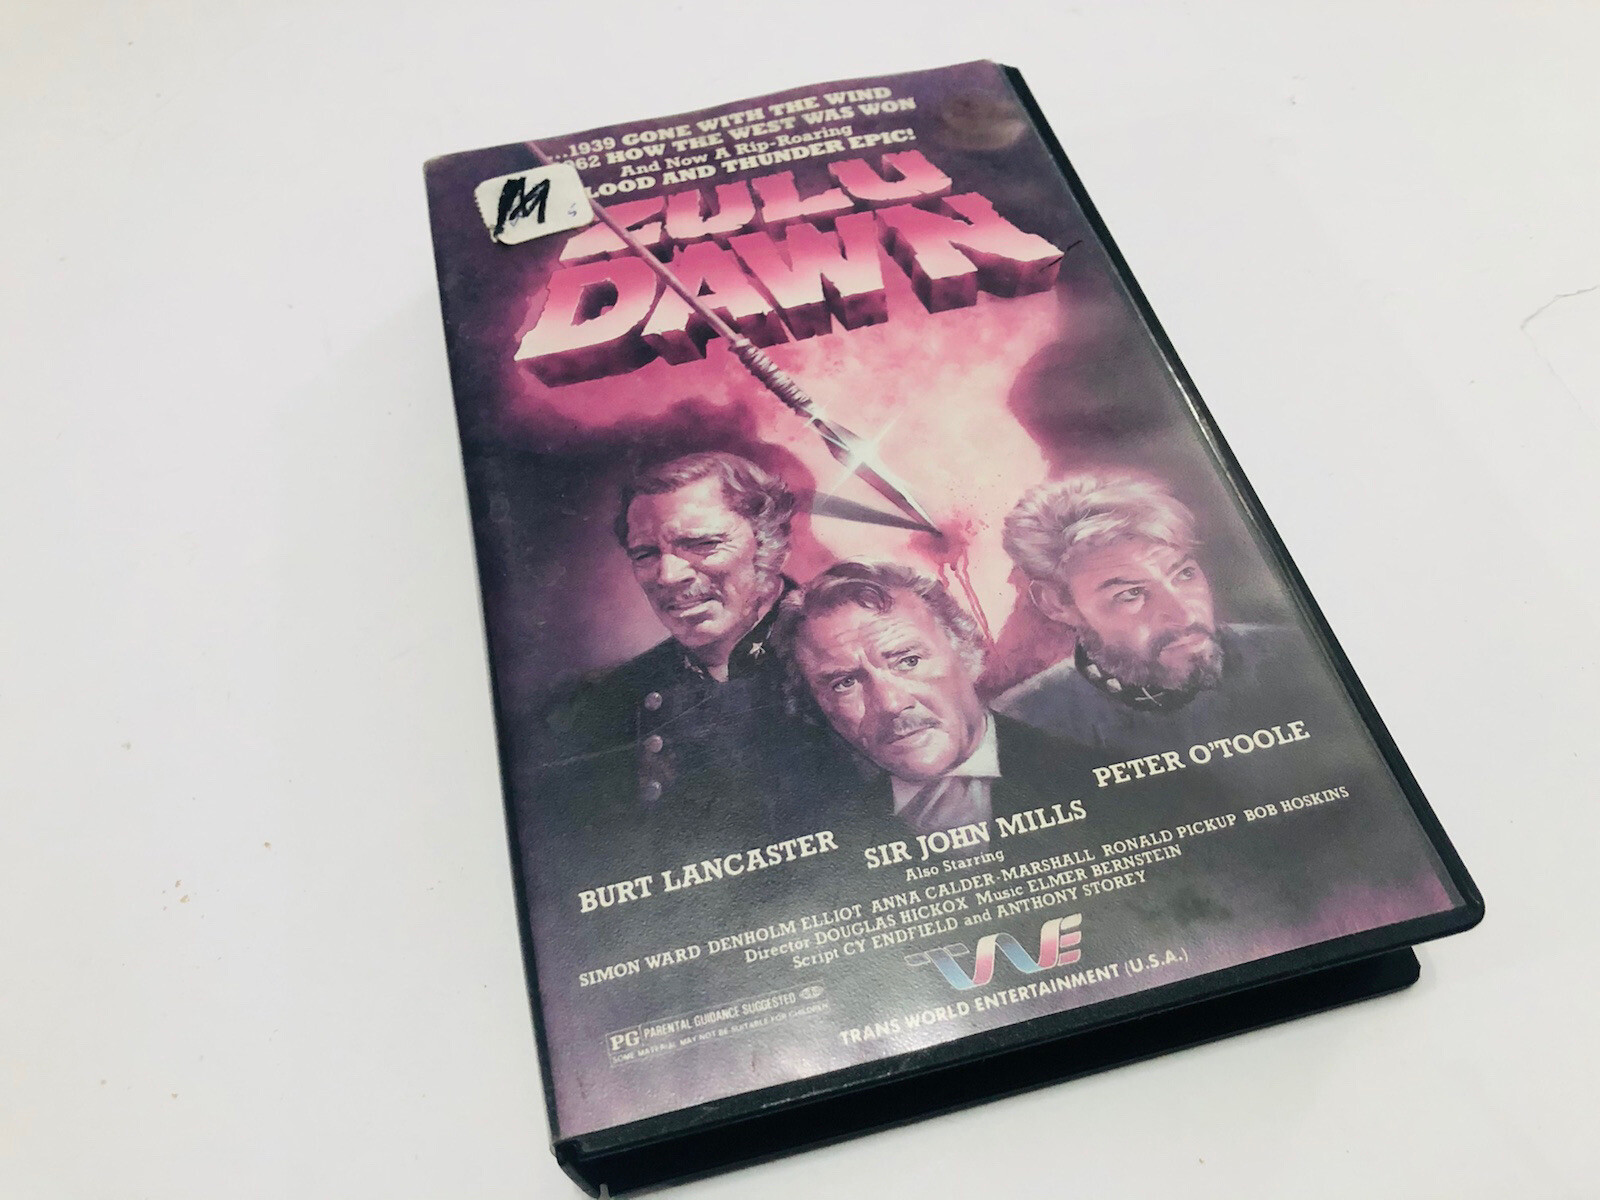 ...1939 GONE WITH THE WIND
62 HOW THE WEST WAS WON
And Now A Rip-Roaring
LOOD AND THUNDER EPIC!
M
ZULU
DAWN
BURT LANCASTER
SIR JOHN MILLS
PETER O'TOOLE
Also Starring
SIMON WARD DENHOLM ELLIOT ANNA CALDER-MARSHALL RONALD PICKUP BOB HOSKINS
Director DOUGLAS HICKOX Music ELMER BERNSTEIN
Script CY ENDFIELD and ANTHONY STOREY
TWE
TRANS WORLD ENTERTAINMENT (U.S.A.)
PG PARENTAL GUIDANCE SUGGESTED
SOME MATERIAL MAY NOT BE SUITABLE FOR CHILDREN